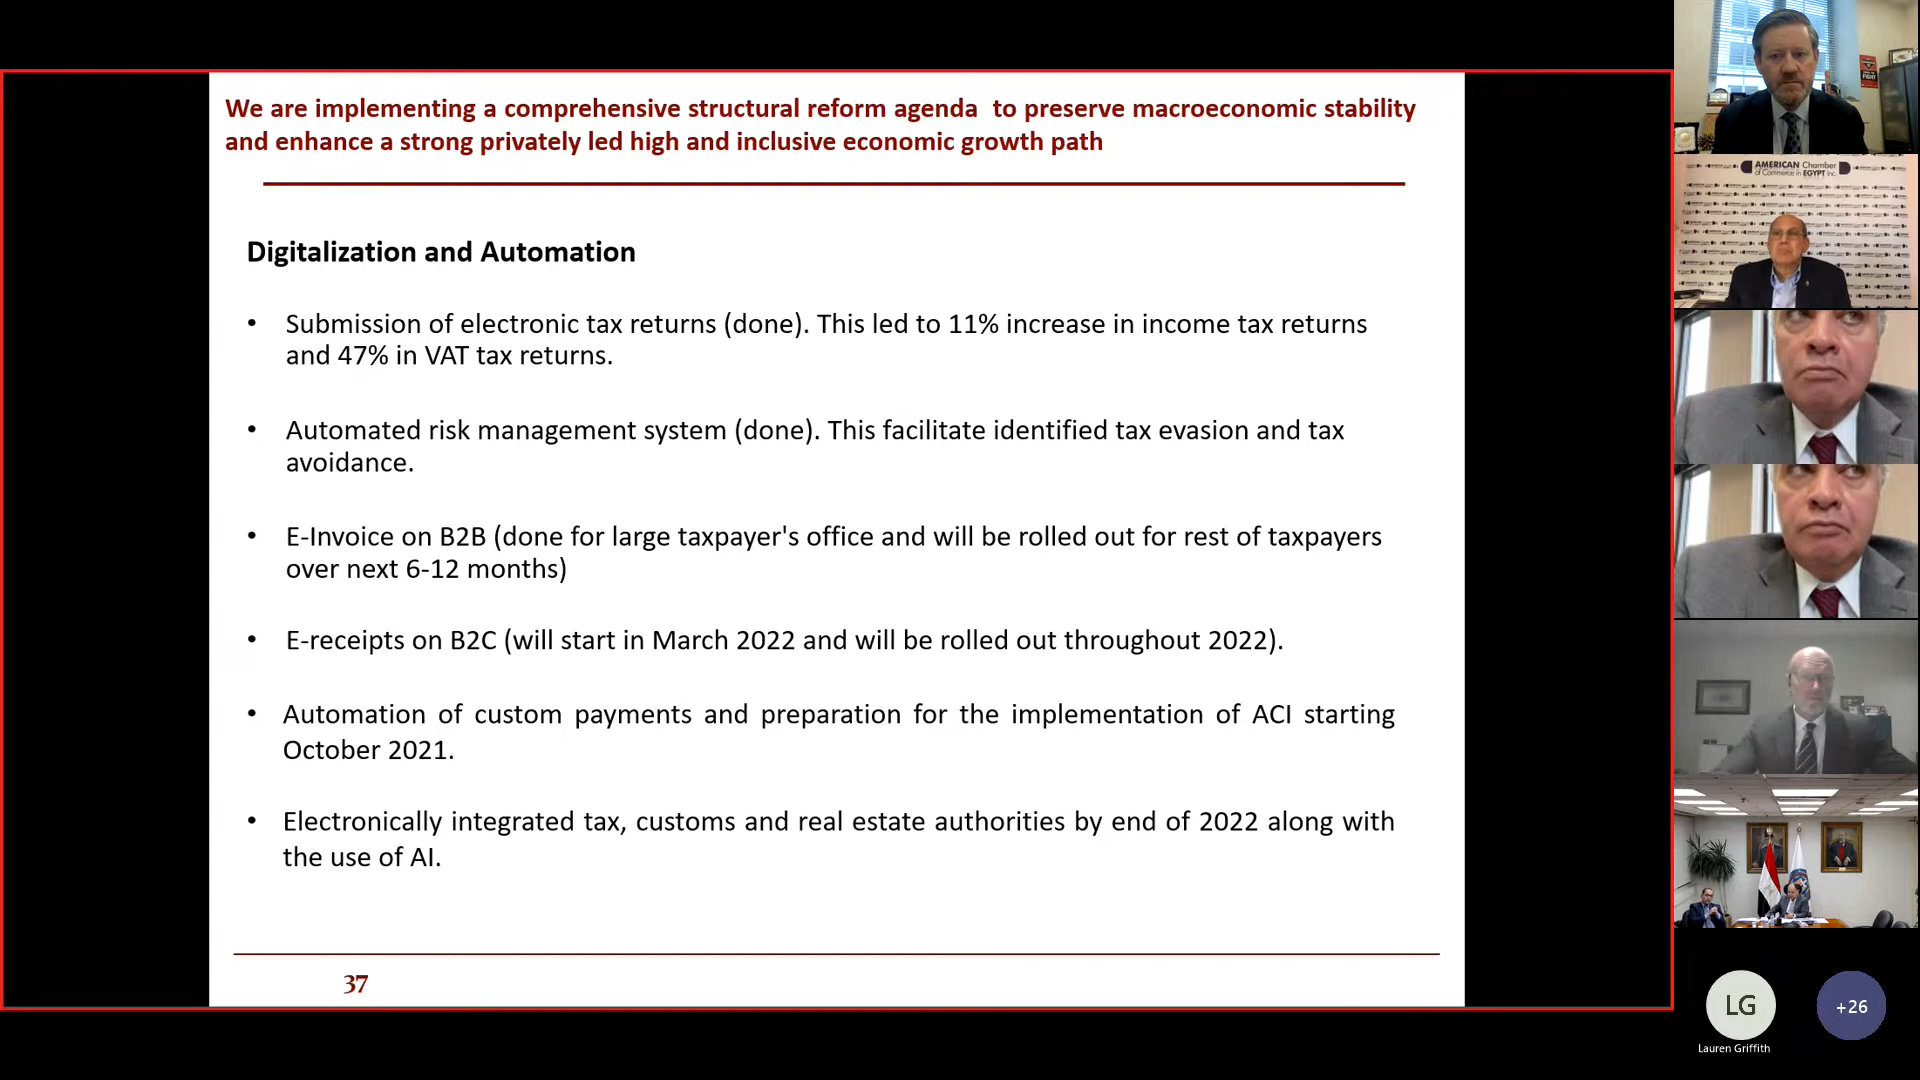 We are implementing a comprehensive structural reform agenda  to preserve macroeconomic stability
and enhance a strong privately led high and inclusive economic growth path
Digitalization and Automation
• Submission of electronic tax returns (done). This led to 11% increase in income tax returns
and 47% in VAT tax returns.
• Automated risk management system (done). This facilitate identified tax evasion and tax
avoidance.
• E-Invoice on B2B (done for large taxpayer's office and will be rolled out for rest of taxpayers
over next 6-12 months)
• E-receipts on B2C (will start in March 2022 and will be rolled out throughout 2022).
• Automation of custom payments and preparation for the implementation of ACI starting
October 2021.
• Electronically integrated tax, customs and real estate authorities by end of 2022 along with
the use of AI.
37
AMERICAN Chamber
of Commerce in EGYPT Inc.
FIGHT
LG
+26
Lauren Griffith